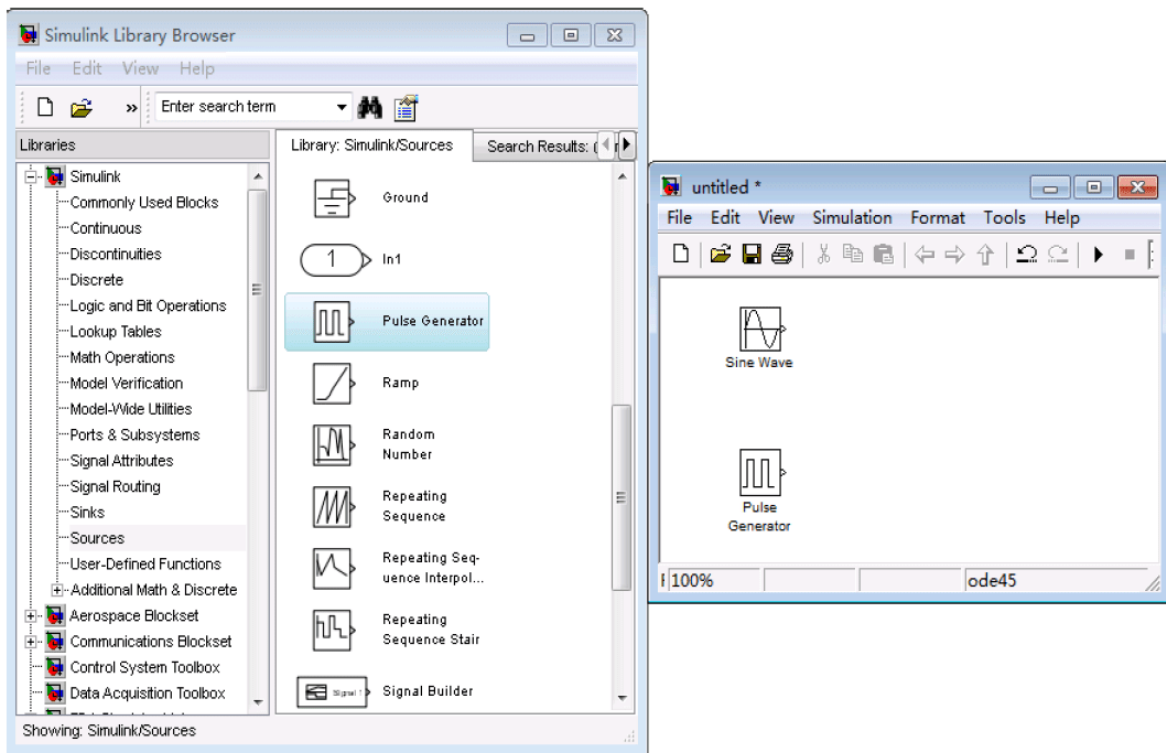 Simulink Library Browser
File Edit View Help
» Enter search term
Libraries
Simulink
Commonly Used Blocks
Continuous
Discontinuities
Discrete
Logic and Bit Operations
Lookup Tables
Math Operations
Model Verification
Model-Wide Utilities
Ports & Subsystems
Signal Attributes
Signal Routing
Sinks
Sources
User-Defined Functions
Additional Math & Discrete
Aerospace Blockset
Communications Blockset
Control System Toolbox
Data Acquisition Toolbox
Library: Simulink/Sources Search Results:
Ground
1 In1
Pulse Generator
Ramp
Random
Number
Repeating
Sequence
Repeating Seq-
uence Interpol...
Repeating
Sequence Stair
Signal Signal Builder
Showing: Simulink/Sources
untitled *
File Edit View Simulation Format Tools Help
Sine Wave
Pulse
Generator
100% ode45